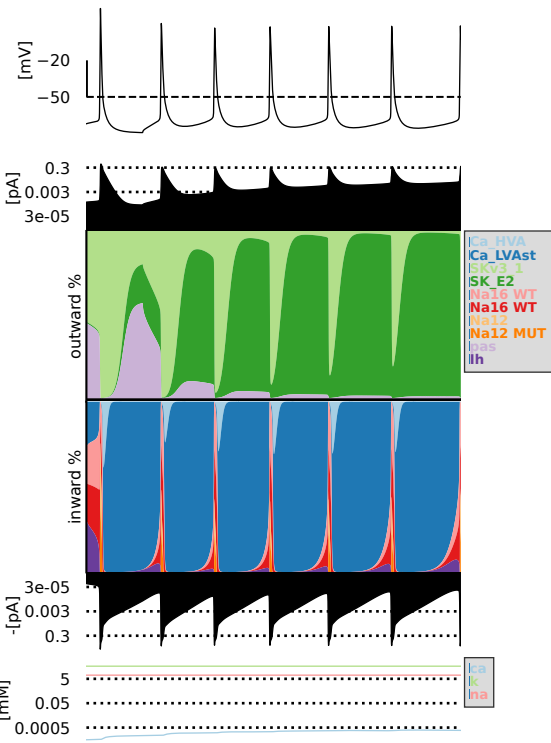 [mV]
−20
−50
[pA]
0.3
0.003
3e-05
outward %
Ca_HVA
Ca_LVAst
SKv3_1
SK_E2
Na16 WT
Na16 WT
Na12
Na12 MUT
pas
Ih
inward %
-[pA]
3e-05
0.003
0.3
[mM]
5
0.05
0.0005
ca
k
na